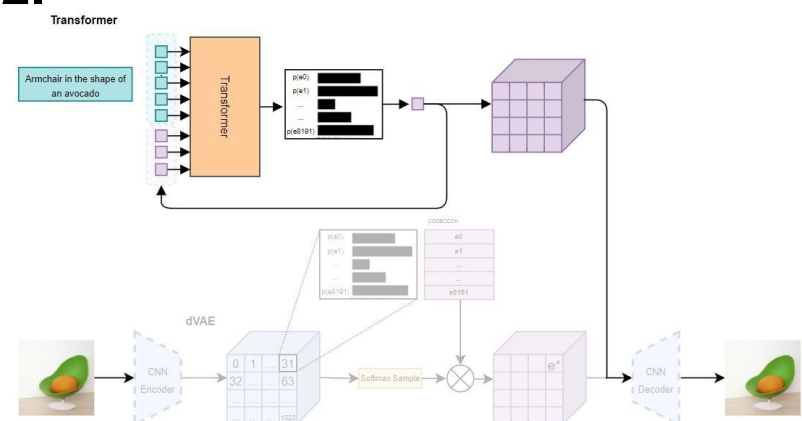 2.
Transformer
Armchair in the shape of
an avocado
Transformer
p(e0)
p(e1)
...
...
p(e8191)
codebook
p(e0)
p(e1)
...
...
p(e8191)
e0
e1
...
...
e8191
dVAE
CNN
Encoder
0 1 ... 31
32 ... ... 63
... ... ... ...
... ... ... 1023
Softmax Sample
e*
CNN
Decoder